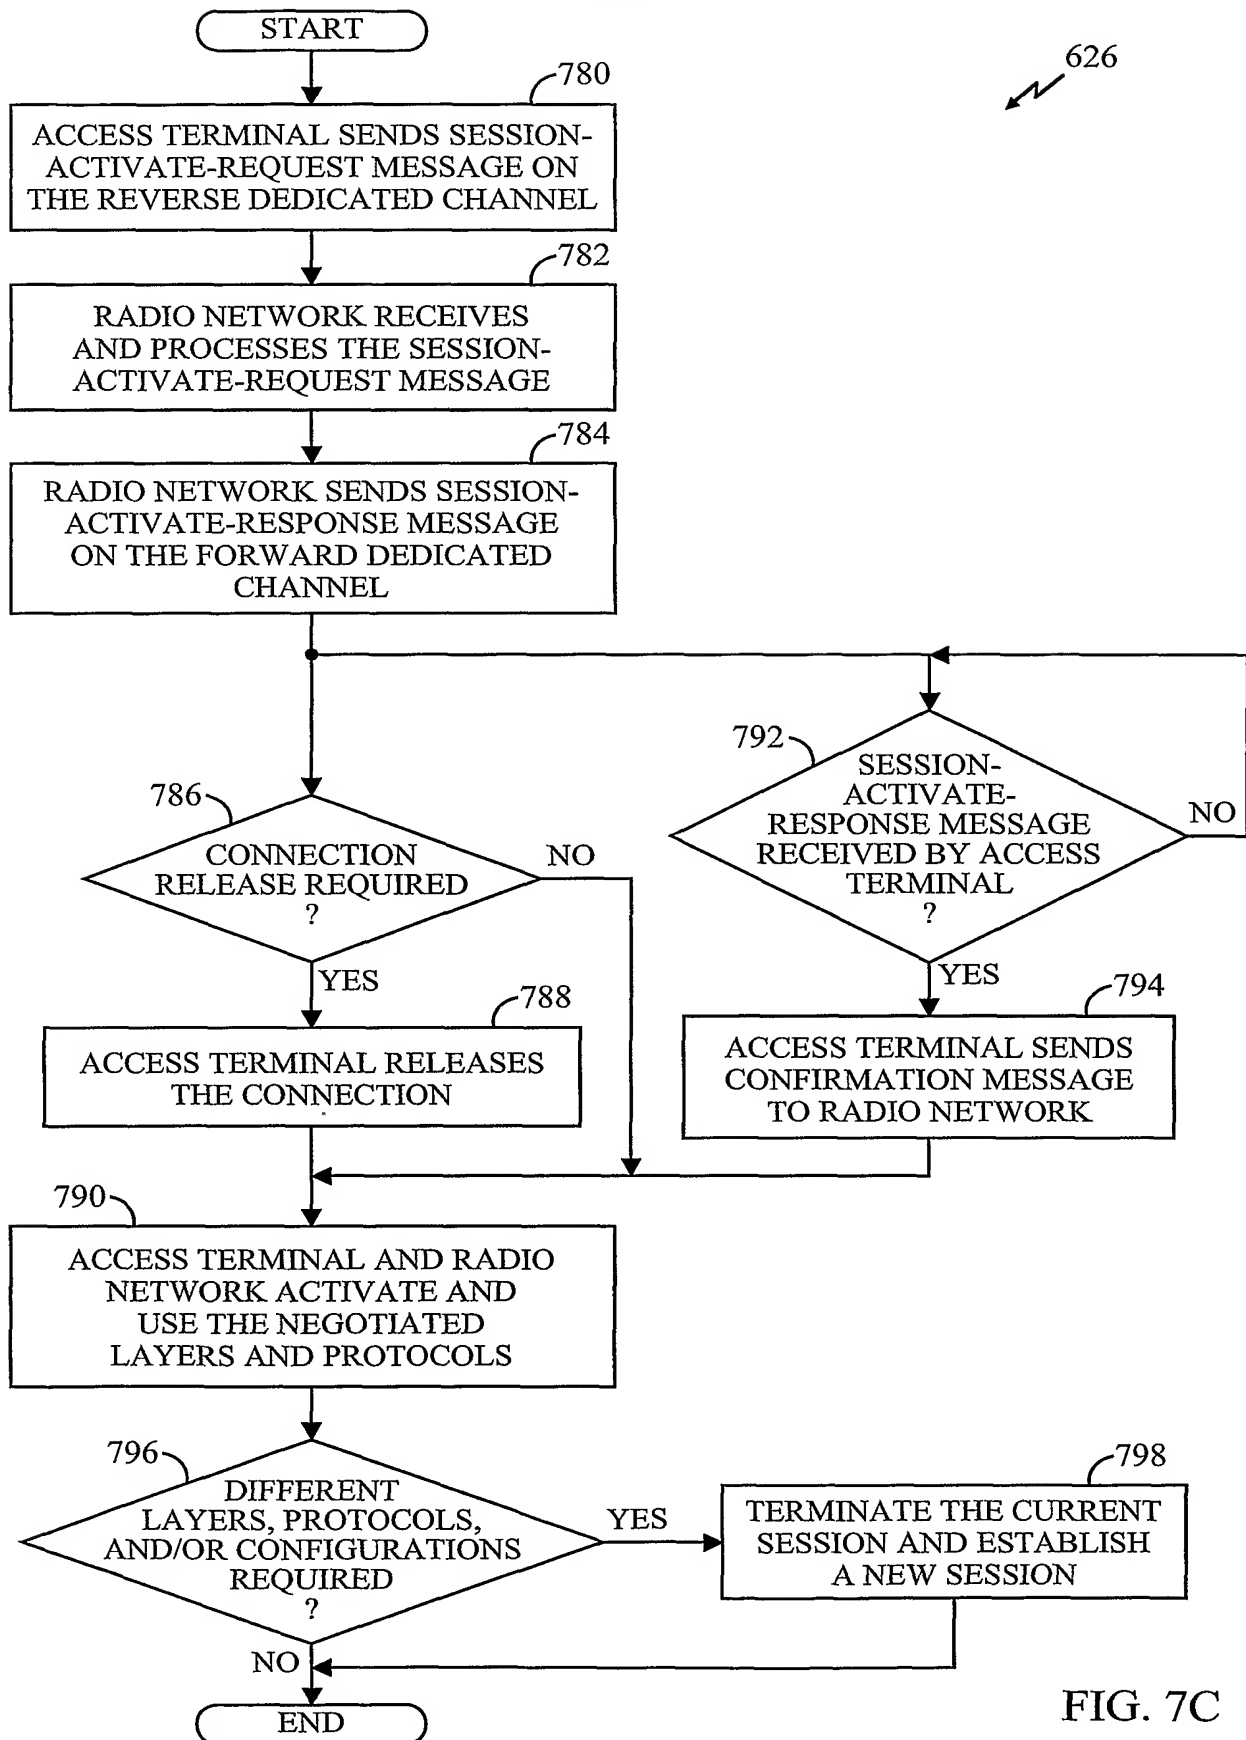 START
626
780
ACCESS TERMINAL SENDS SESSION-
ACTIVATE-REQUEST MESSAGE ON
THE REVERSE DEDICATED CHANNEL
782
RADIO NETWORK RECEIVES
AND PROCESSES THE SESSION-
ACTIVATE-REQUEST MESSAGE
784
RADIO NETWORK SENDS SESSION-
ACTIVATE-RESPONSE MESSAGE
ON THE FORWARD DEDICATED
CHANNEL
786
CONNECTION
RELEASE REQUIRED
?
NO
YES
792
SESSION-
ACTIVATE-
RESPONSE MESSAGE
RECEIVED BY ACCESS
TERMINAL
?
NO
YES
788
ACCESS TERMINAL RELEASES
THE CONNECTION
794
ACCESS TERMINAL SENDS
CONFIRMATION MESSAGE
TO RADIO NETWORK
790
ACCESS TERMINAL AND RADIO
NETWORK ACTIVATE AND
USE THE NEGOTIATED
LAYERS AND PROTOCOLS
796
DIFFERENT
LAYERS, PROTOCOLS,
AND/OR CONFIGURATIONS
REQUIRED
?
YES
NO
798
TERMINATE THE CURRENT
SESSION AND ESTABLISH
A NEW SESSION
END
FIG. 7C